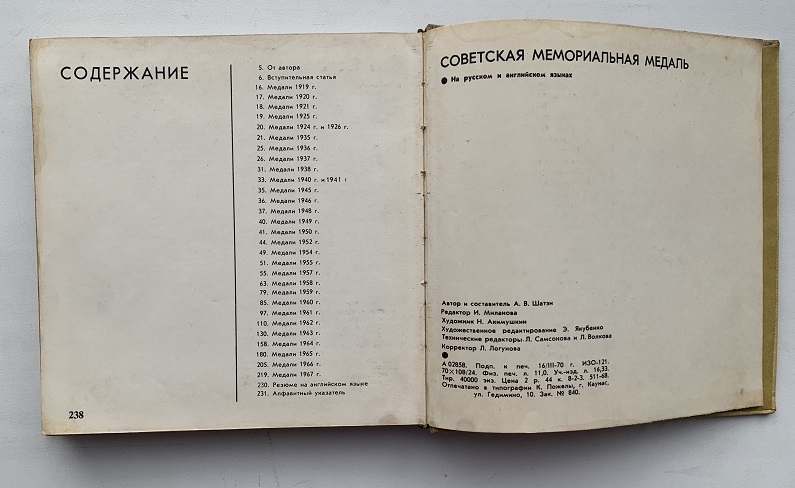 СОДЕРЖАНИЕ
5. От автора
6. Вступительная статья
16. Медали 1919 г.
17. Медали 1920 г.
18. Медали 1921 г.
19. Медали 1925 г.
20. Медали 1924 г. и 1926 г.
21. Медали 1935 г.
25. Медали 1936 г.
26. Медали 1937 г.
31. Медали 1938 г.
33. Медали 1940 г. и 1941 г
35. Медали 1945 г.
36. Медали 1946 г.
37. Медали 1948 г.
40. Медали 1949 г.
41. Медали 1950 г.
44. Медали 1952 г.
49. Медали 1954 г.
51. Медали 1955 г.
55. Медали 1957 г.
63. Медали 1958 г.
79. Медали 1959 г.
85. Медали 1960 г.
97. Медали 1961 г.
110. Медали 1962 г.
130. Медали 1963 г.
158. Медали 1964 г.
180. Медали 1965 г.
205. Медали 1966 г.
219. Медали 1967 г.
230. Резюме на английском языке
231. Алфавитный указатель
238
СОВЕТСКАЯ МЕМОРИАЛЬНАЯ МЕДАЛЬ
● На русском и английском языках
Автор и составитель А. В. Шатэн
Редактор И. Миланова
Художник Н. Акимушкин
Художественное редактирование Э. Якубенко
Технические редакторы Л. Самсонова и Л. Воякова
Корректор Л. Логунова
●
А 02858. Подп. к печ. 16/III-70 г. ИЗО-121.
70×108/24. Физ. печ. л. 11,0. Уч.-изд. л. 16,33.
Тир. 40000 экз. Цена 2 р. 44 к. 8-2-3. 511-68.
Отпечатано в типографии К. Пожелы, г. Каунас,
ул. Гедимино, 10. Зак. № 840.